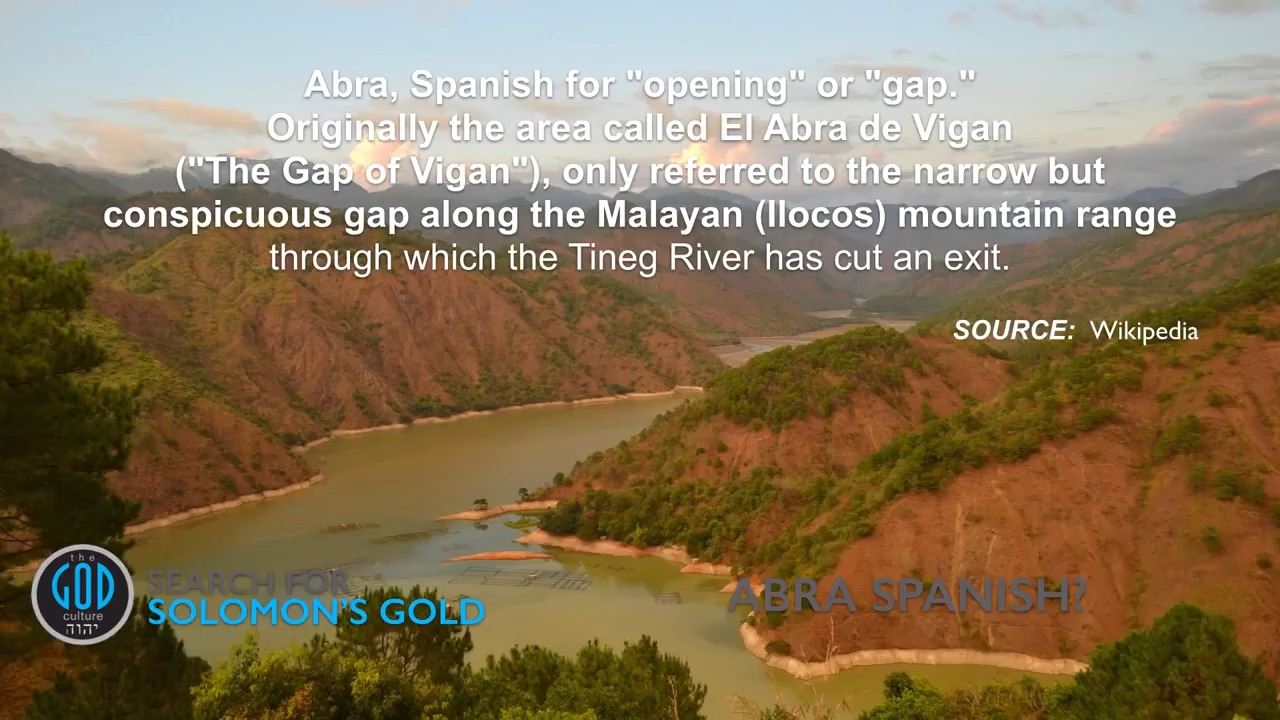 Abra, Spanish for "opening" or "gap."
Originally the area called El Abra de Vigan
("The Gap of Vigan"), only referred to the narrow but
conspicuous gap along the Malayan (Ilocos) mountain range
through which the Tineg River has cut an exit.
SOURCE: Wikipedia
the
GOD
culture
יהוה
SEARCH FOR
SOLOMON'S GOLD
ABRA SPANISH?